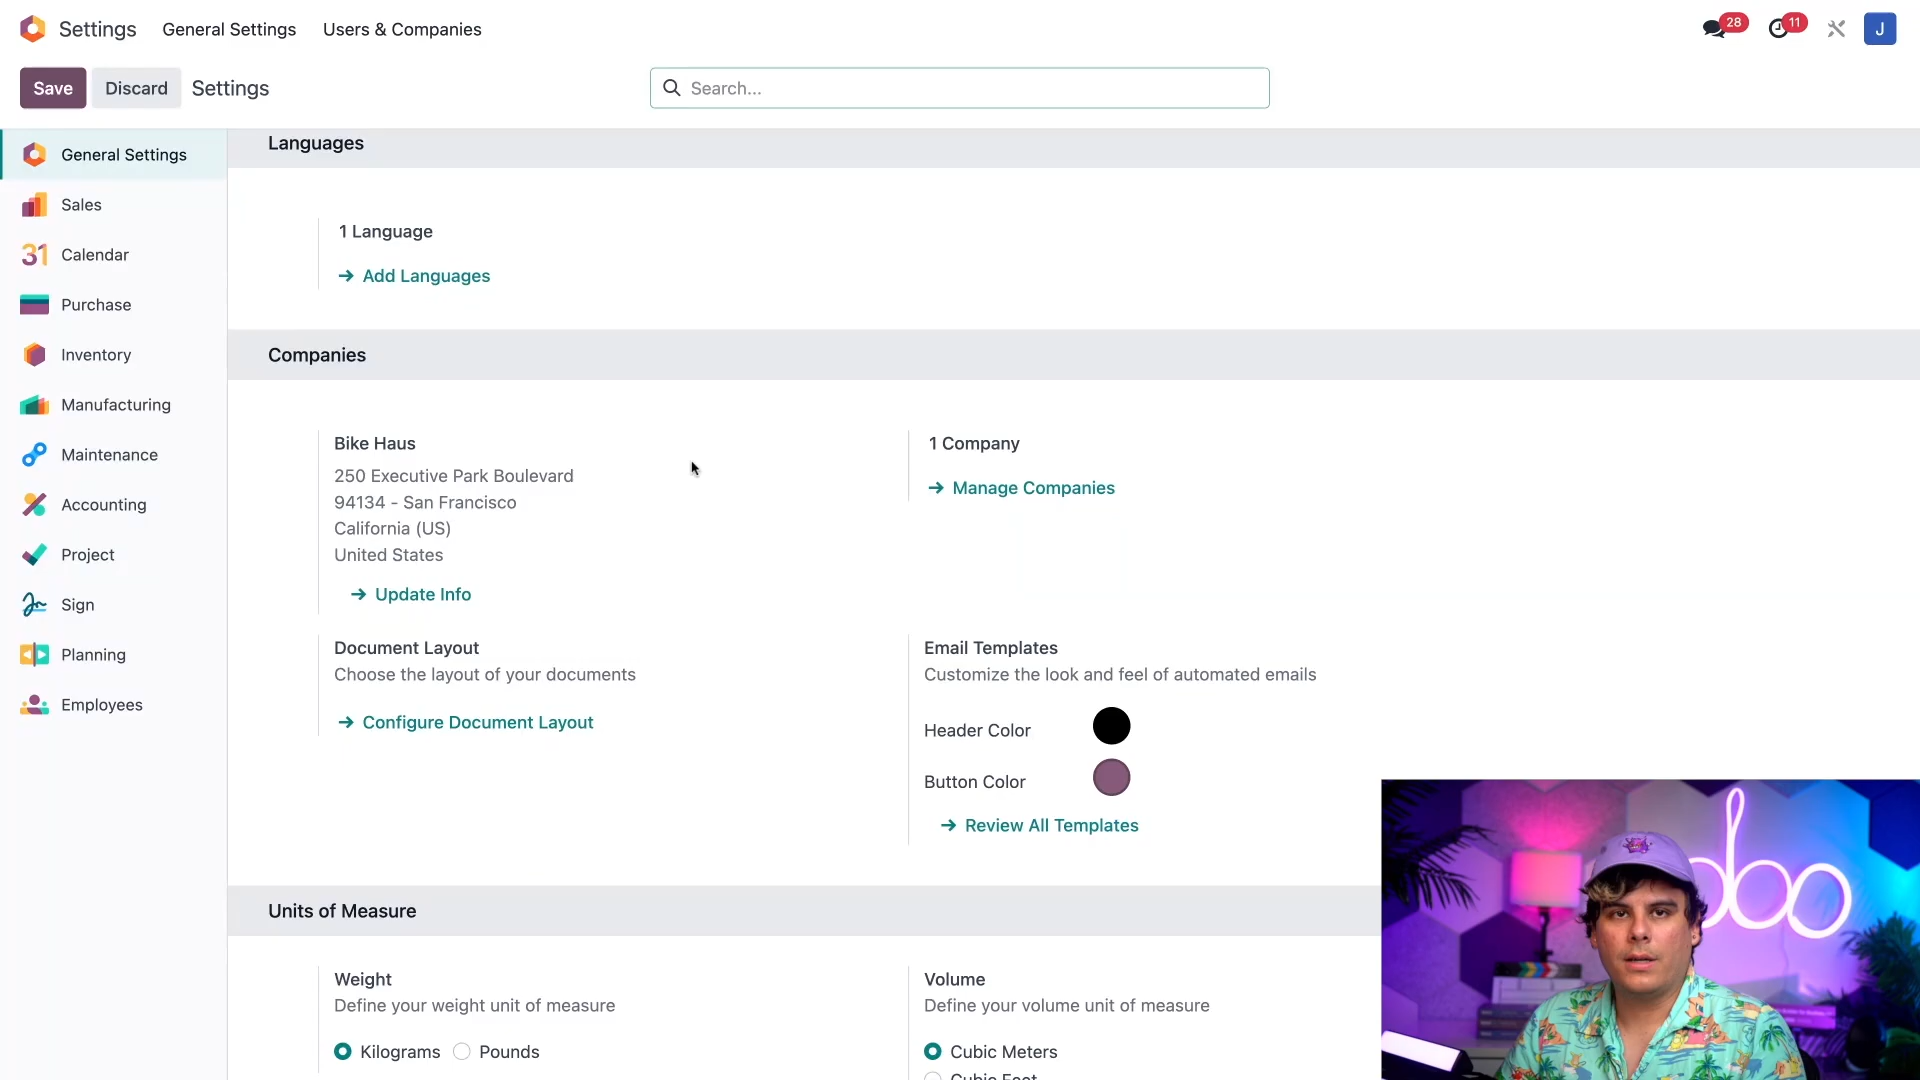 Settings
General Settings
Users & Companies
28
11
J
Save
Discard
Settings
Search...
General Settings
Sales
31
Calendar
Purchase
Inventory
Manufacturing
Maintenance
Accounting
Project
Sign
Planning
Employees
Languages
1 Language
→ Add Languages
Companies
Bike Haus
250 Executive Park Boulevard
94134 - San Francisco
California (US)
United States
→ Update Info
1 Company
→ Manage Companies
Document Layout
Choose the layout of your documents
→ Configure Document Layout
Email Templates
Customize the look and feel of automated emails
Header Color
Button Color
→ Review All Templates
Units of Measure
Weight
Define your weight unit of measure
Kilograms
Pounds
Volume
Define your volume unit of measure
Cubic Meters
Cubic Feet